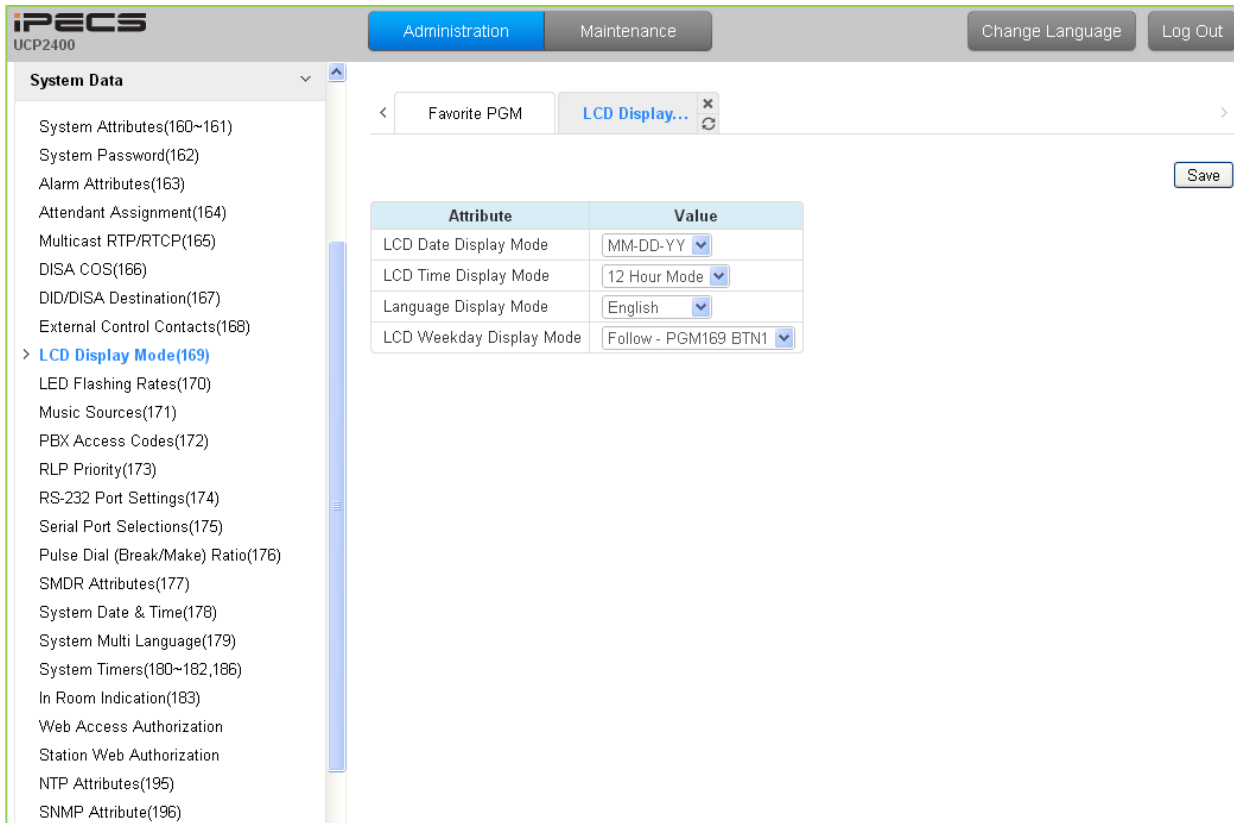 iPECS
UCP2400
Administration
Maintenance
Change Language
Log Out
System Data
System Attributes(160~161)
System Password(162)
Alarm Attributes(163)
Attendant Assignment(164)
Multicast RTP/RTCP(165)
DISA COS(166)
DID/DISA Destination(167)
External Control Contacts(168)
> LCD Display Mode(169)
LED Flashing Rates(170)
Music Sources(171)
PBX Access Codes(172)
RLP Priority(173)
RS-232 Port Settings(174)
Serial Port Selections(175)
Pulse Dial (Break/Make) Ratio(176)
SMDR Attributes(177)
System Date & Time(178)
System Multi Language(179)
System Timers(180~182,186)
In Room Indication(183)
Web Access Authorization
Station Web Authorization
NTP Attributes(195)
SNMP Attribute(196)
< Favorite PGM LCD Display... >
Save
Attribute Value
LCD Date Display Mode MM-DD-YY
LCD Time Display Mode 12 Hour Mode
Language Display Mode English
LCD Weekday Display Mode Follow - PGM169 BTN1